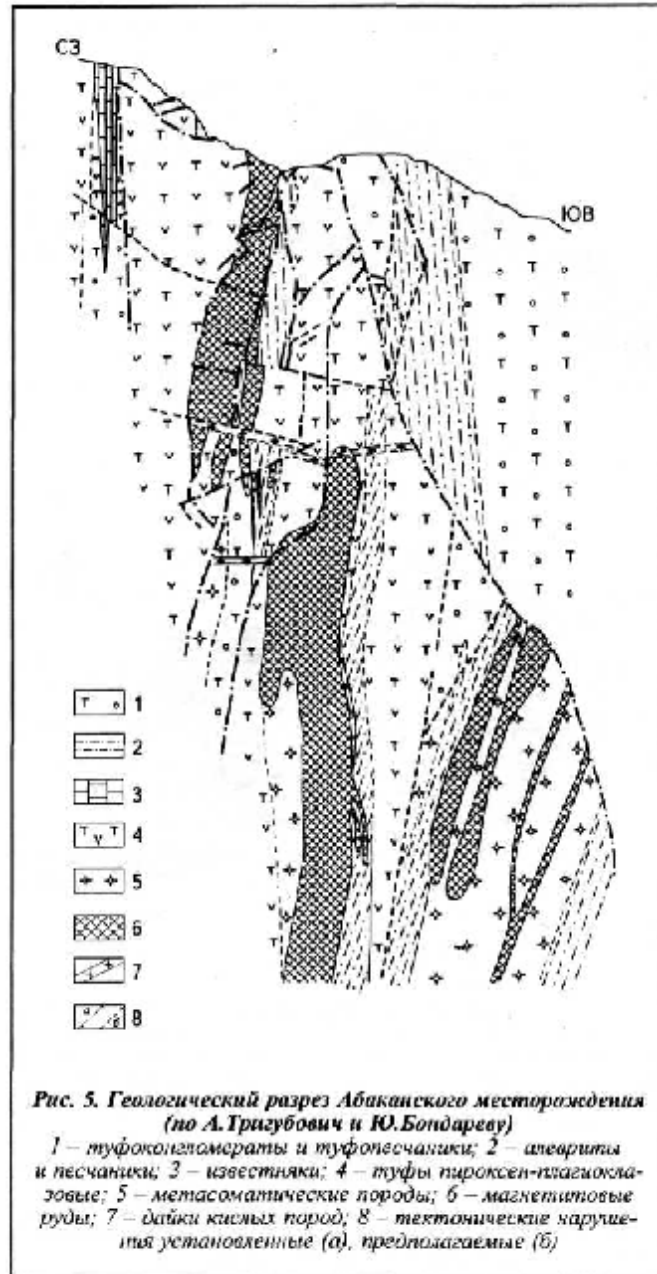 СЗ
ЮВ
1
2
3
4
5
6
7
8
Рис. 5. Геологический разрез Абаканского месторождения
(по А.Тригубович и Ю.Бондареву)
1 – туфоконгломераты и туфопесчаники; 2 – алевриты
и песчаники; 3 – известняки; 4 – туфы пироксен-плагиокла-
зовые; 5 – метасоматические породы; 6 – магнетитовые
руды; 7 – дайки кислых пород; 8 – тектонические наруше-
ния установленные (а), предполагаемые (б)